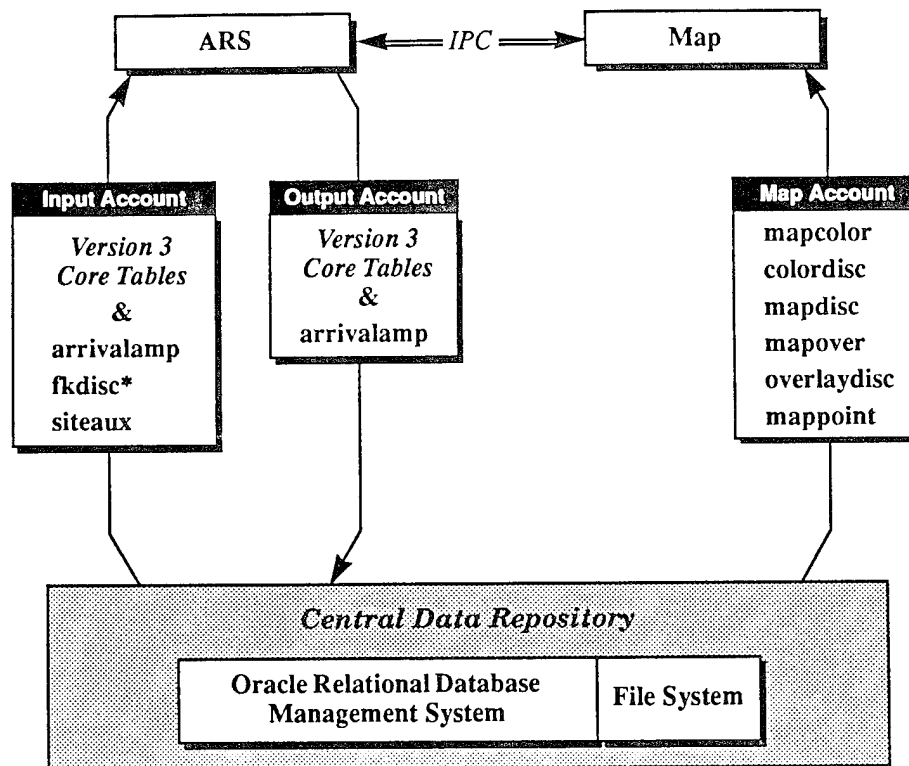 ARS
IPC
Map
Input Account
Version 3
Core Tables
&
arrivalamp
fkdisc*
siteaux
Output Account
Version 3
Core Tables
&
arrivalamp
Map Account
mapcolor
colordisc
mapdisc
mapover
overlaydisc
mappoint
Central Data Repository
Oracle Relational Database
Management System
File System